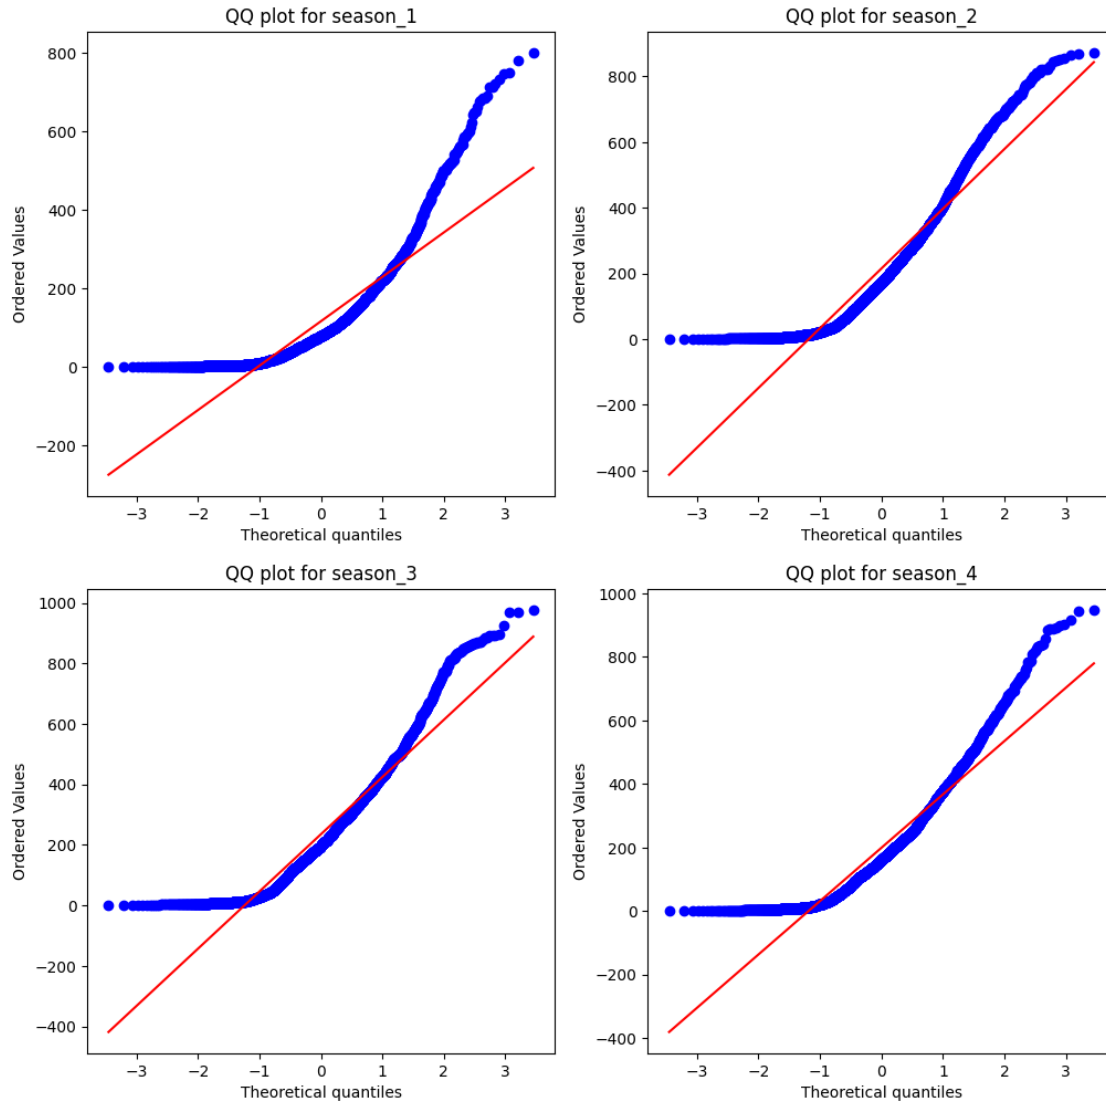 QQ plot for season_1
800
600
400
200
0
−200
−3 −2 −1 0 1 2 3
Theoretical quantiles
Ordered Values
QQ plot for season_2
800
600
400
200
0
−200
−400
−3 −2 −1 0 1 2 3
Theoretical quantiles
Ordered Values
QQ plot for season_3
1000
800
600
400
200
0
−200
−400
−3 −2 −1 0 1 2 3
Theoretical quantiles
Ordered Values
QQ plot for season_4
1000
800
600
400
200
0
−200
−400
−3 −2 −1 0 1 2 3
Theoretical quantiles
Ordered Values